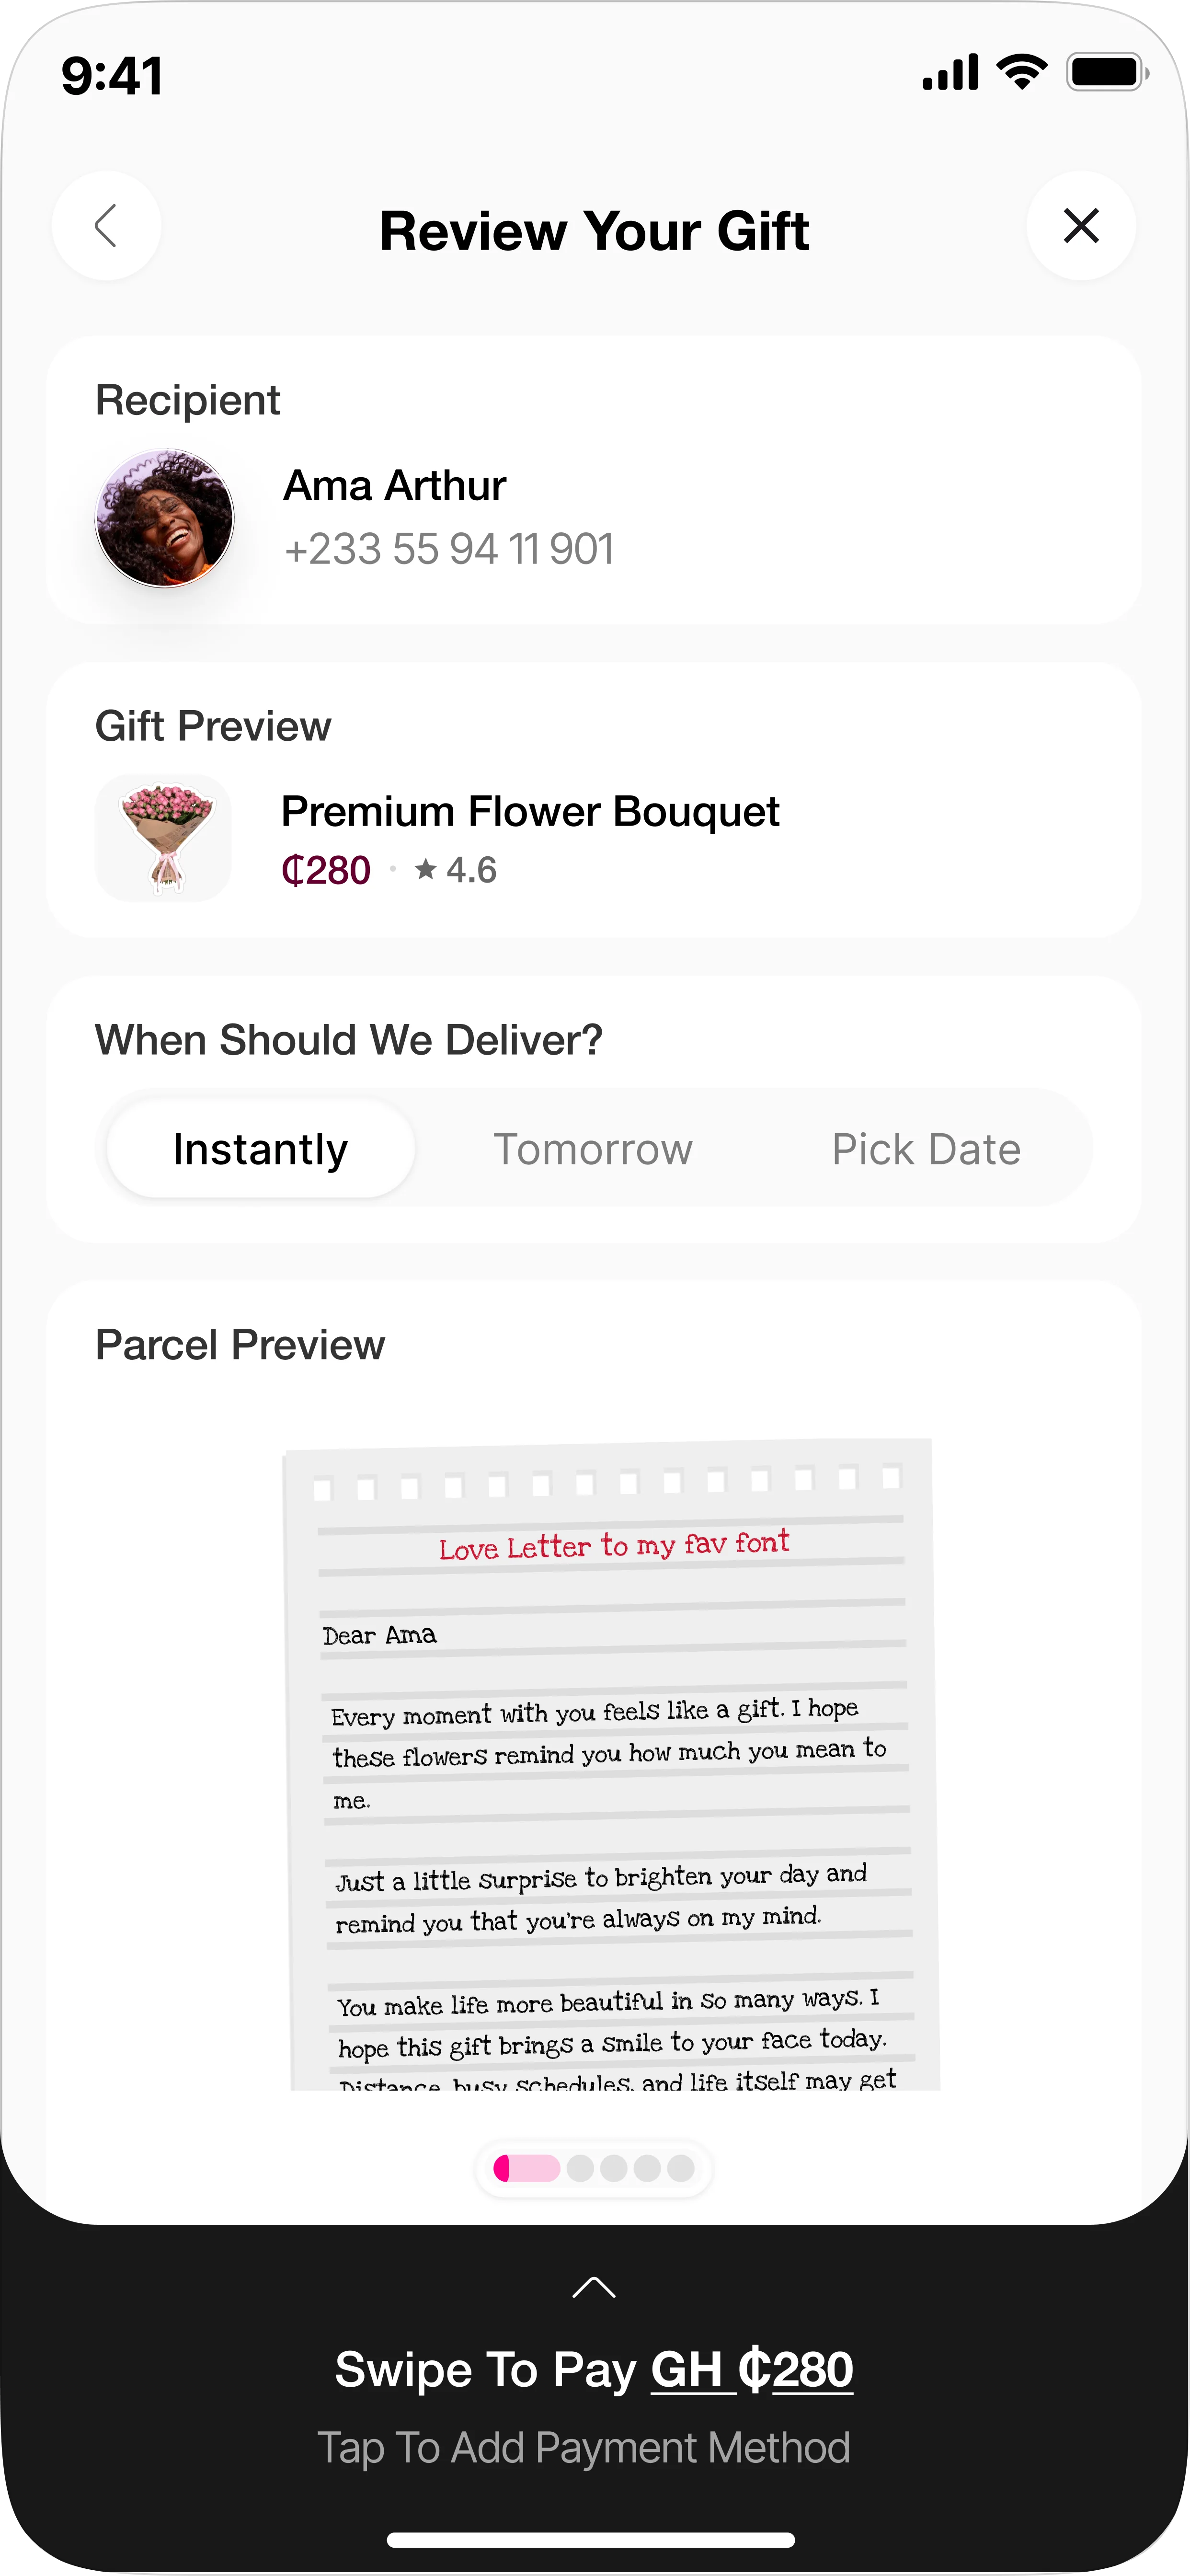 9:41
Review Your Gift
Recipient
Ama Arthur
+233 55 94 11 901
Gift Preview
Premium Flower Bouquet
₵280 • ★ 4.6
When Should We Deliver?
Instantly Tomorrow Pick Date
Parcel Preview
Love Letter to my fav font
Dear Ama
Every moment with you feels like a gift. I hope
these flowers remind you how much you mean to
me.
Just a little surprise to brighten your day and
remind you that you're always on my mind.
You make life more beautiful in so many ways. I
hope this gift brings a smile to your face today.
Distance, busy schedules, and life itself may get
Swipe To Pay GH ₵280
Tap To Add Payment Method